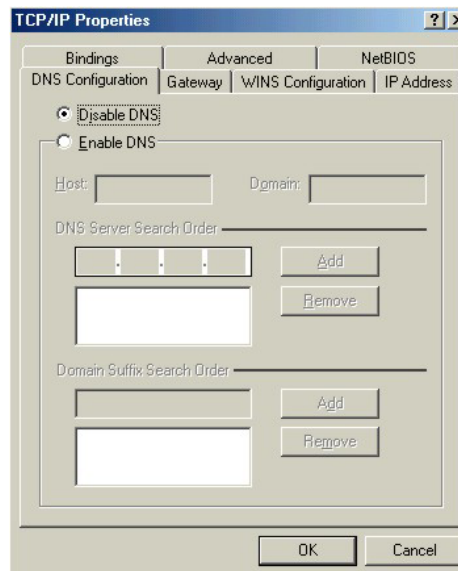 TCP/IP Properties
Bindings Advanced NetBIOS
DNS Configuration Gateway WINS Configuration IP Address
Disable DNS
Enable DNS
Host: Domain:
DNS Server Search Order
Add
Remove
Domain Suffix Search Order
Add
Remove
OK Cancel